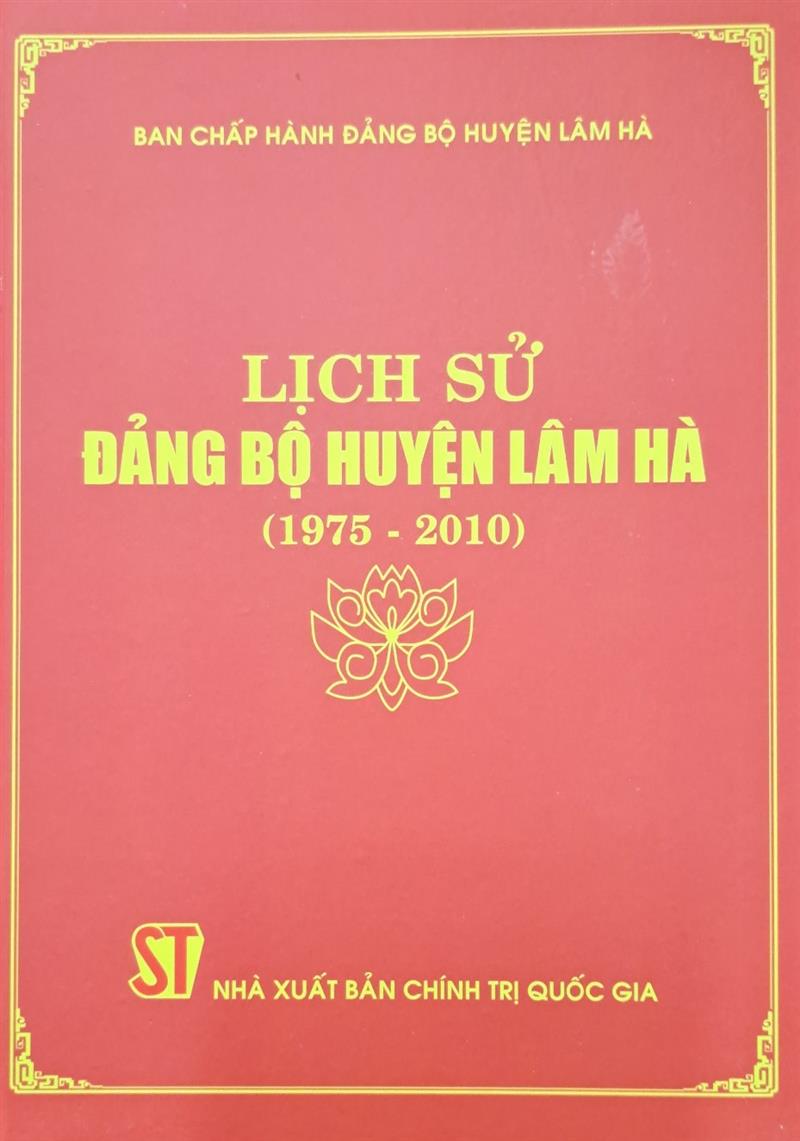 BAN CHẤP HÀNH ĐẢNG BỘ HUYỆN LÂM HÀ
LỊCH SỬ
ĐẢNG BỘ HUYỆN LÂM HÀ
(1975 - 2010)
ST
NHÀ XUẤT BẢN CHÍNH TRỊ QUỐC GIA